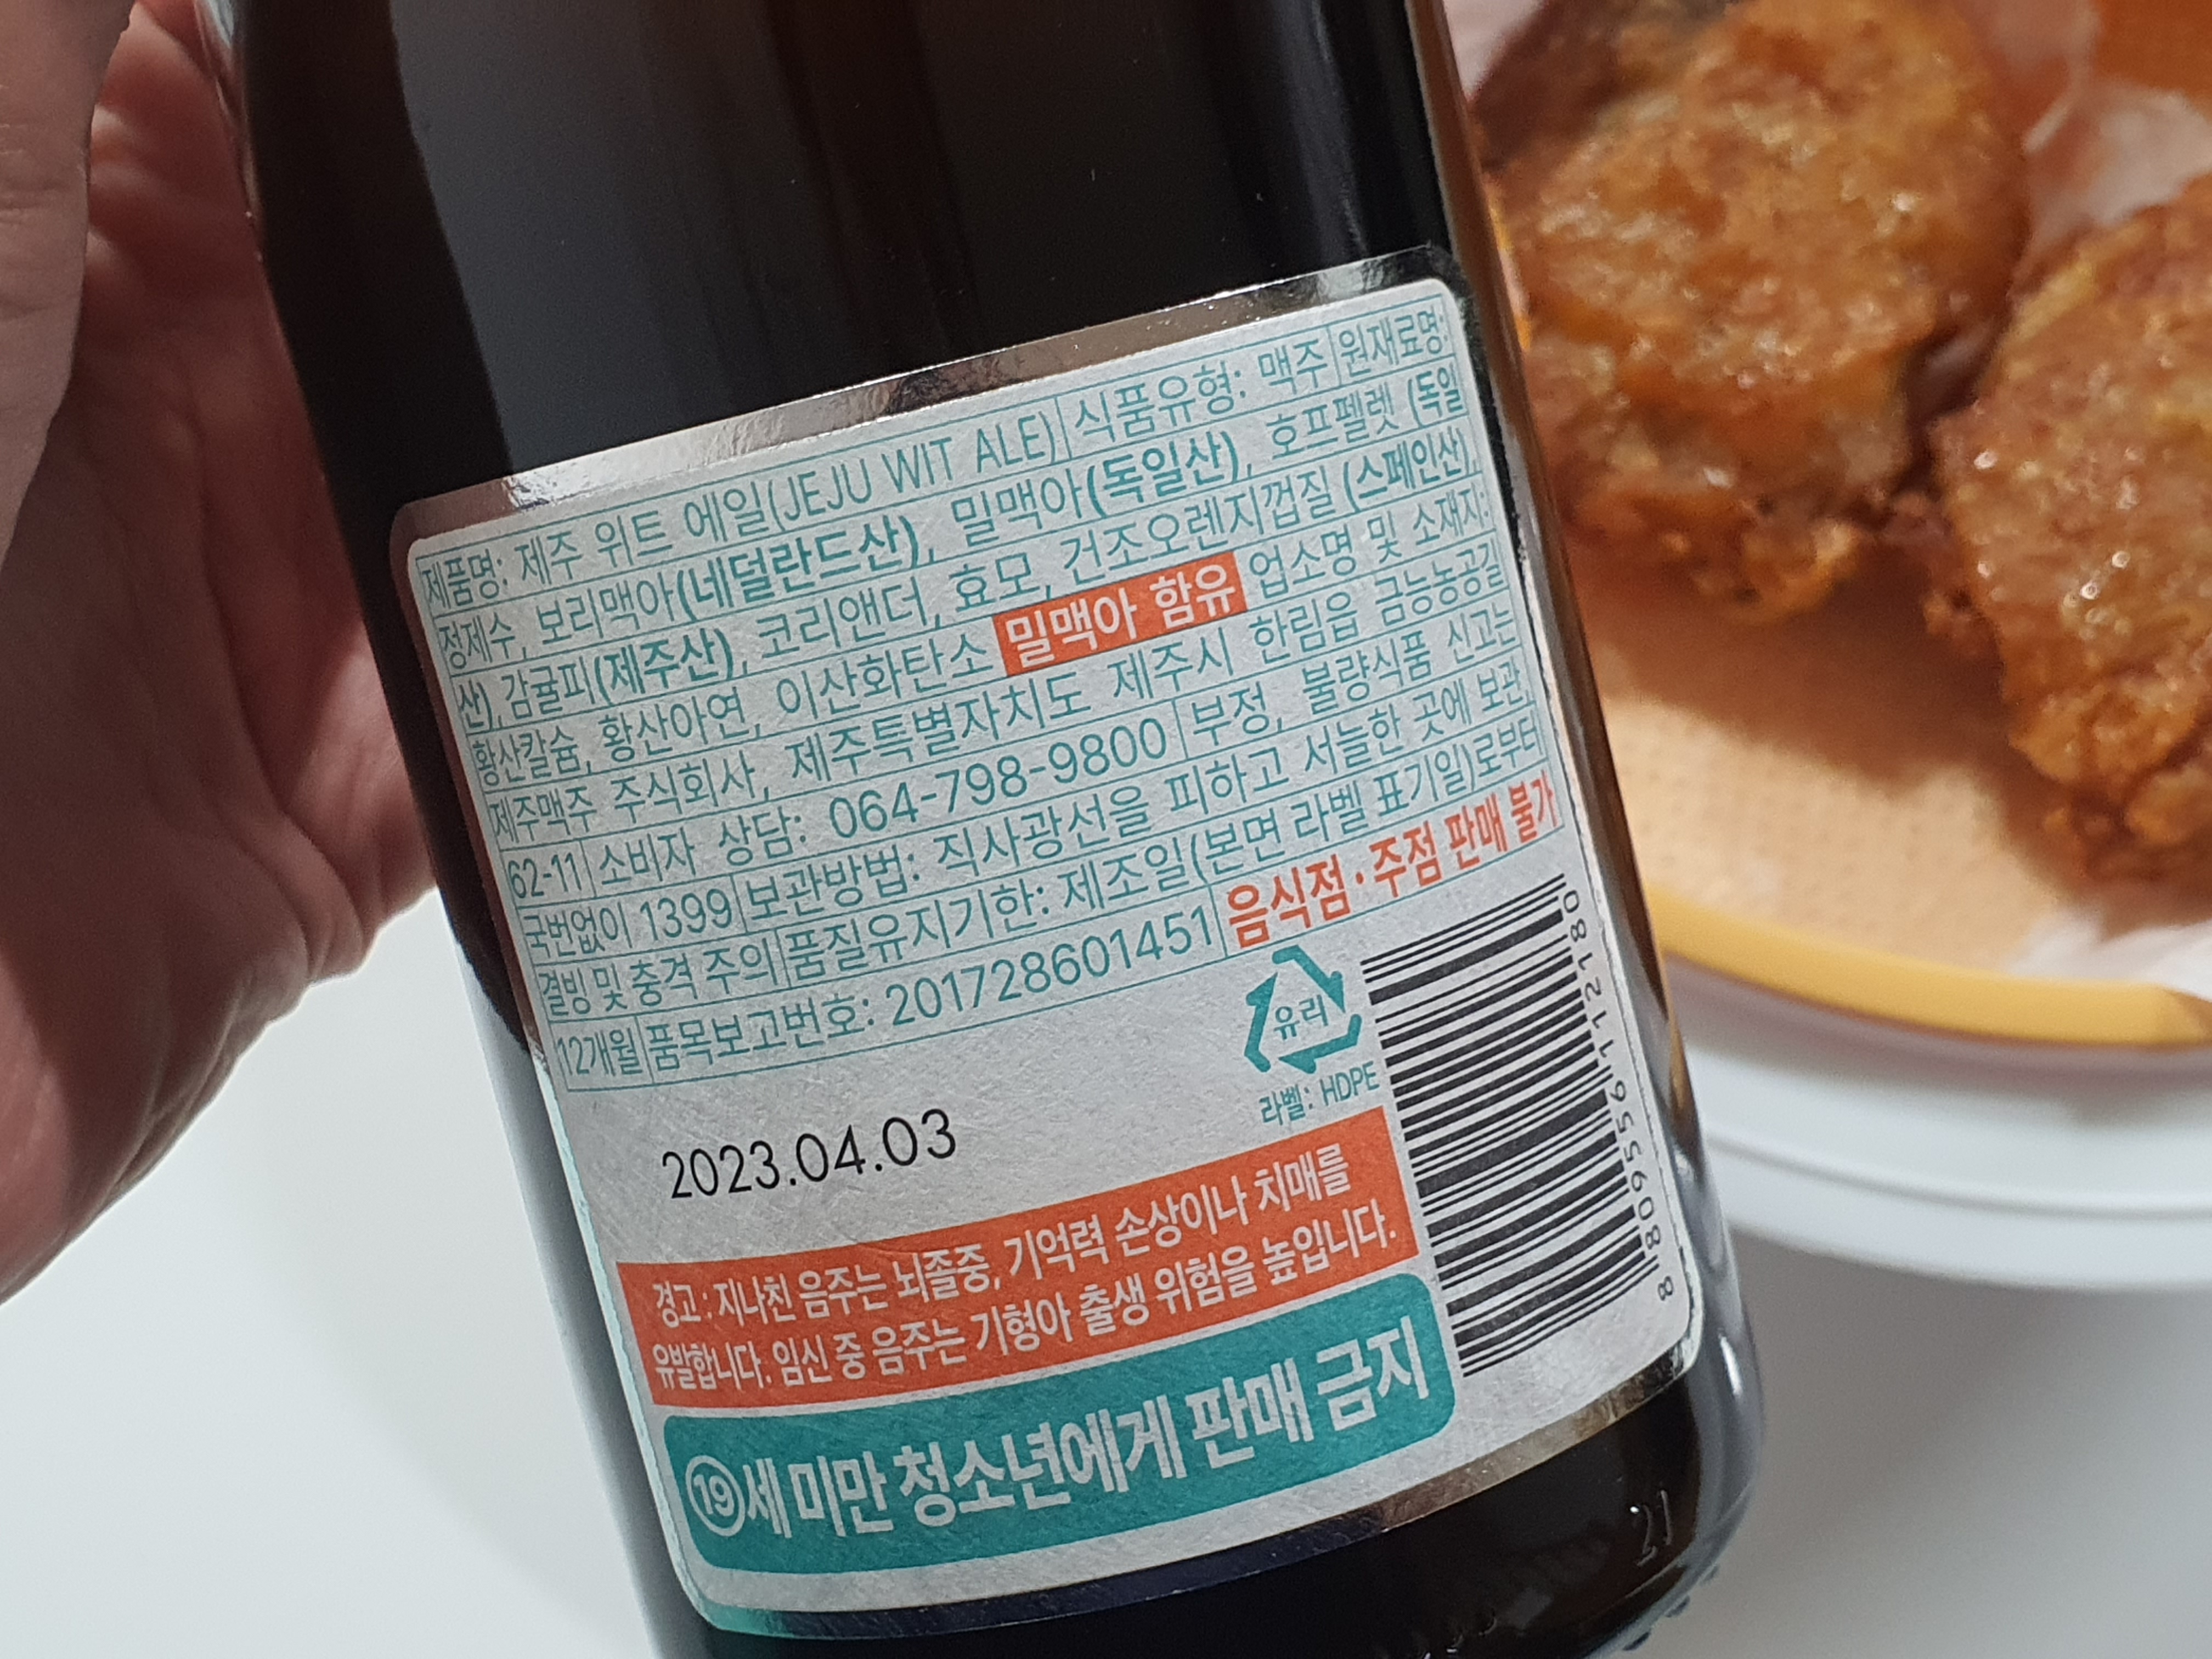 제품명: 제주 위트 에일(JEJU WIT ALE) 식품유형: 맥주 원재료명:
정제수, 보리맥아(네덜란드산), 밀맥아(독일산), 호프펠렛 (독일
산), 감귤피(제주산), 코리앤더, 효모, 건조오렌지껍질 (스페인산),
황산칼슘, 황산아연, 이산화탄소 밀맥아 함유 업소명 및 소재지:
제주맥주 주식회사, 제주특별자치도 제주시 한림읍 금능농공길
62-11 소비자 상담: 064-798-9800 부정, 불량식품 신고는
국번없이 1399 보관방법: 직사광선을 피하고 서늘한 곳에 보관,
결빙 및 충격 주의 품질유지기한: 제조일(본면 라벨 표기일)로부터
12개월 품목보고번호: 201728601451 음식점·주점 판매 불가
유리
라벨: HDPE
2023.04.03
8 809556 112180
경고 : 지나친 음주는 뇌졸중, 기억력 손상이나 치매를
유발합니다. 임신 중 음주는 기형아 출생 위험을 높입니다.
19세 미만 청소년에게 판매 금지
21